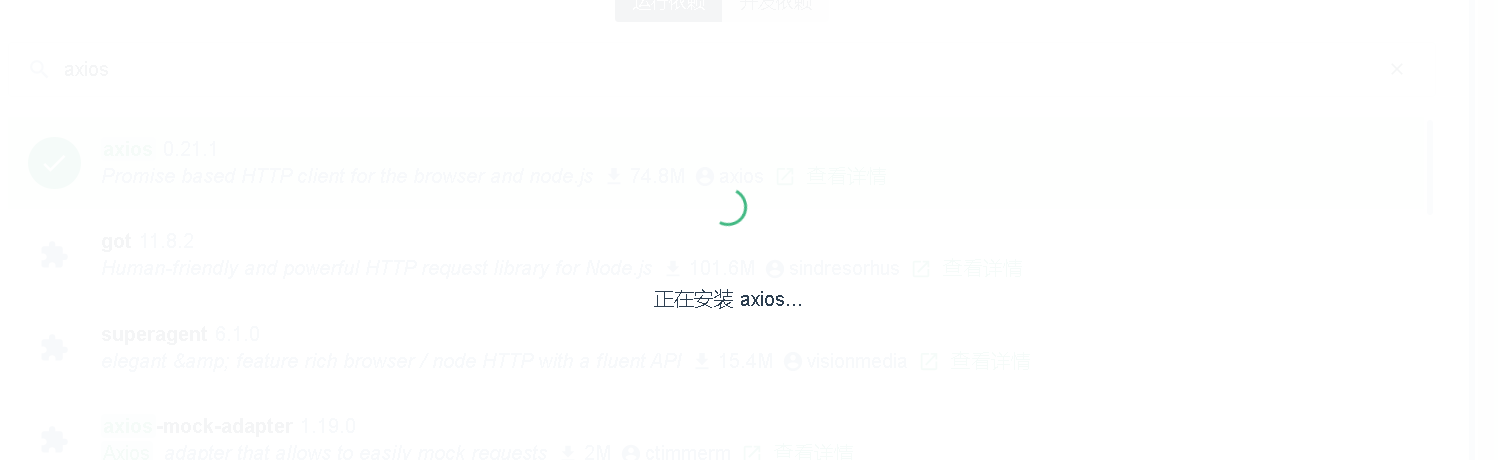 运行依赖 开发依赖
axios
axios 0.21.1
Promise based HTTP client for the browser and node.js 74.8M axios 查看详情
got 11.8.2
Human-friendly and powerful HTTP request library for Node.js 101.6M sindresorhus 查看详情
正在安装 axios...
superagent 6.1.0
elegant &amp; feature rich browser / node HTTP with a fluent API 15.4M visionmedia 查看详情
axios-mock-adapter 1.19.0
Axios adapter that allows to easily mock requests 2M ctimmerm 查看详情